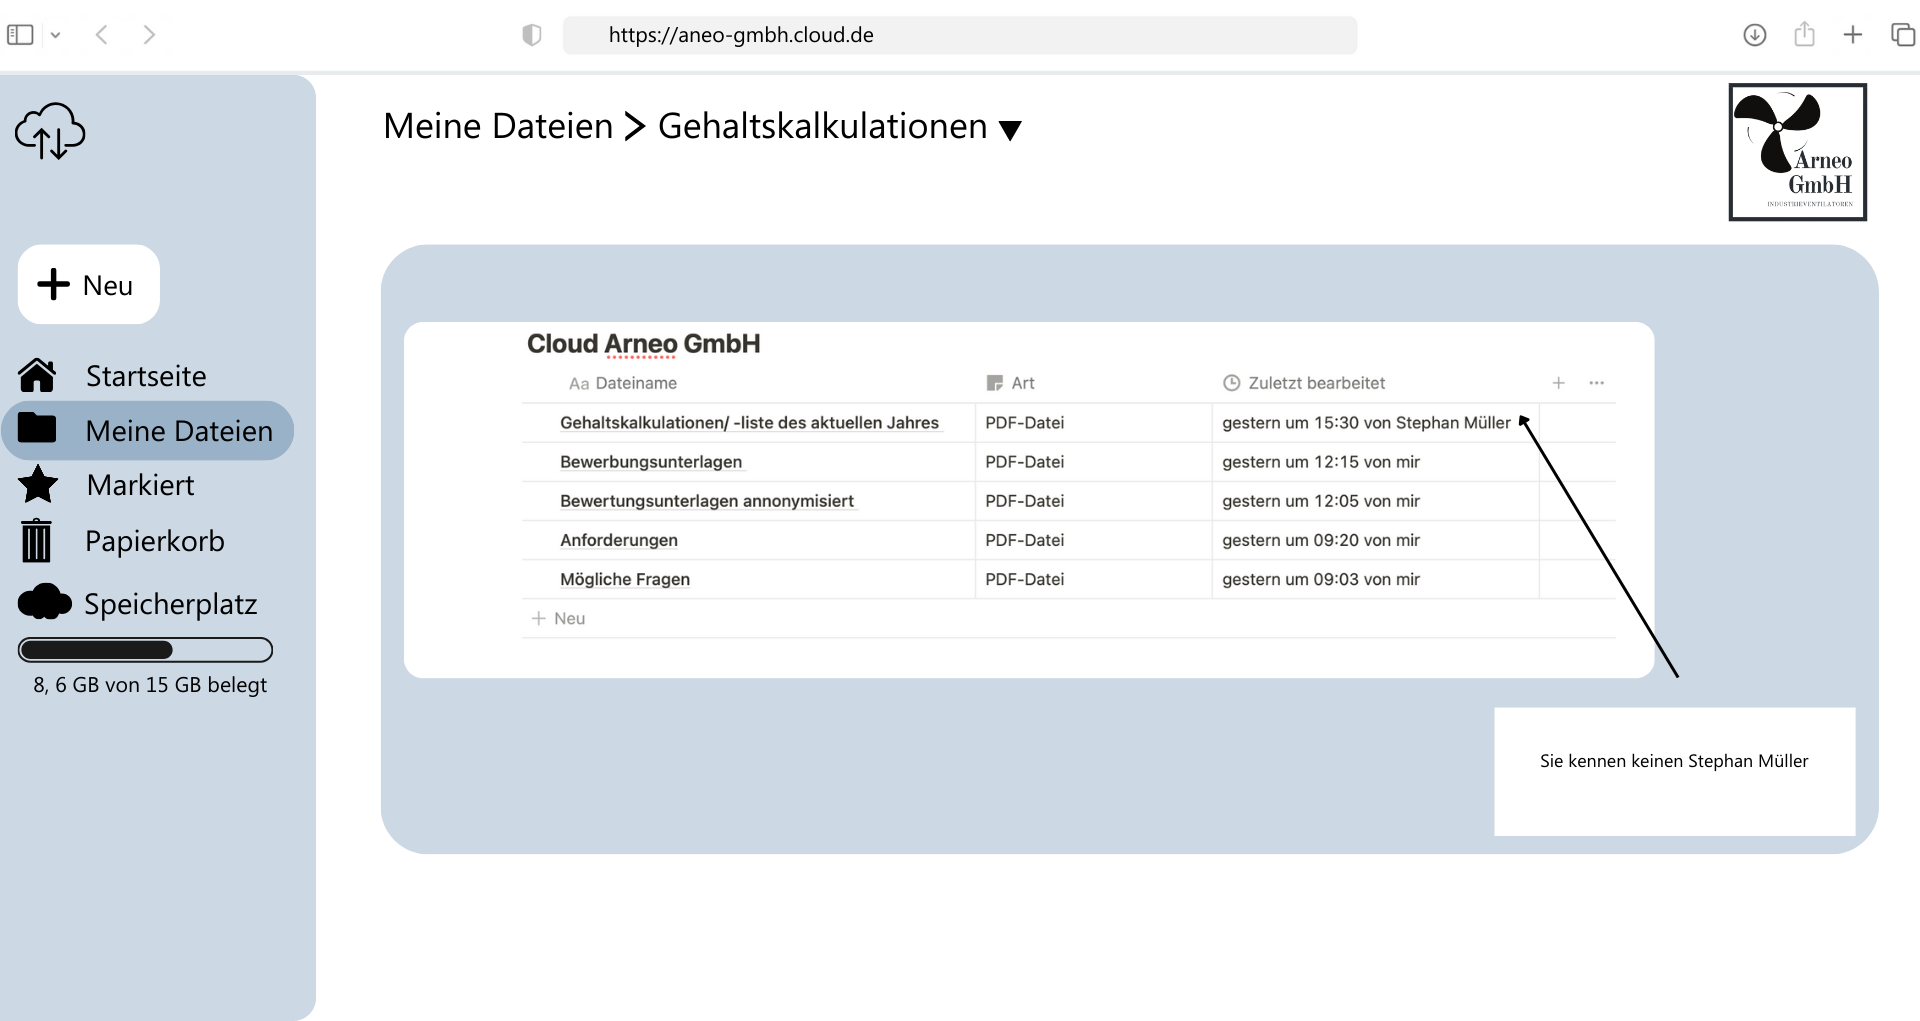 https://aneo-gmbh.cloud.de
Meine Dateien > Gehaltskalkulationen
Arneo
GmbH
INDUSTRIEVENTILATOREN
Neu
Startseite
Meine Dateien
Markiert
Papierkorb
Speicherplatz
8, 6 GB von 15 GB belegt
Cloud Arneo GmbH
Aa Dateiname Art Zuletzt bearbeitet
Gehaltskalkulationen/ -liste des aktuellen Jahres PDF-Datei gestern um 15:30 von Stephan Müller
Bewerbungsunterlagen PDF-Datei gestern um 12:15 von mir
Bewertungsunterlagen annonymisiert PDF-Datei gestern um 12:05 von mir
Anforderungen PDF-Datei gestern um 09:20 von mir
Mögliche Fragen PDF-Datei gestern um 09:03 von mir
+ Neu
Sie kennen keinen Stephan Müller